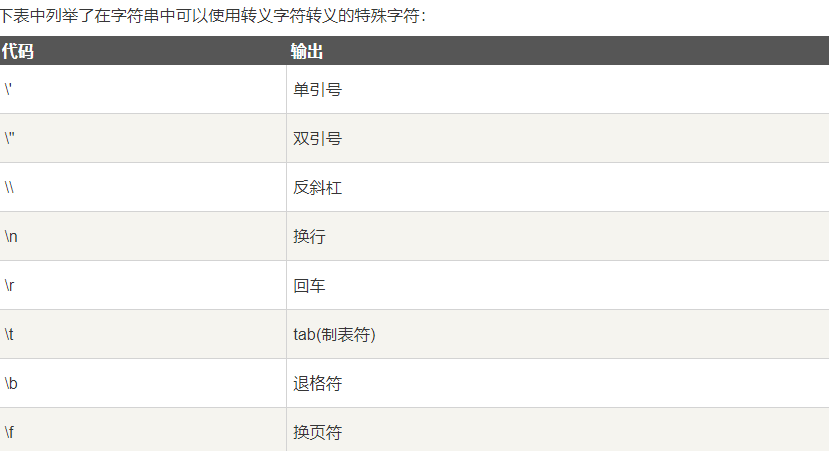 下表中列举了在字符串中可以使用转义字符转义的特殊字符：
代码 输出
\' 单引号
\" 双引号
\\ 反斜杠
\n 换行
\r 回车
\t tab(制表符)
\b 退格符
\f 换页符